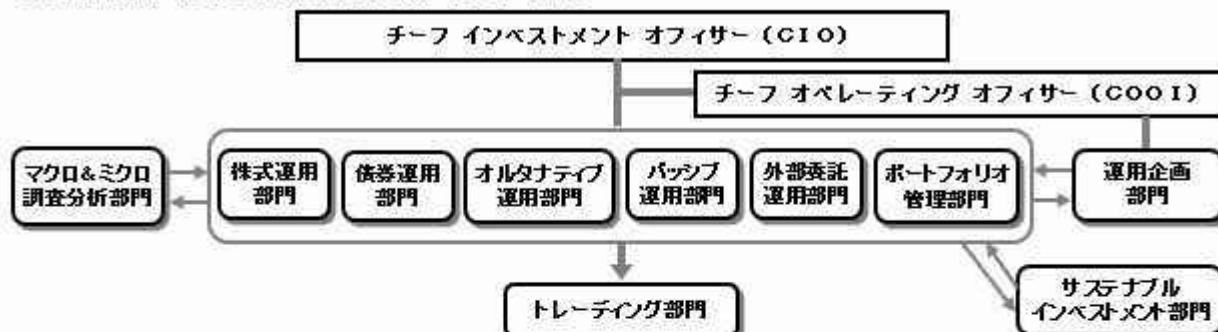 チーフ インベストメント オフィサー（CIO）
チーフ オペレーティング オフィサー（COOI）
マクロ&ミクロ
調査分析部門
株式運用
部門
債券運用
部門
オルタナティブ
運用部門
パッシブ
運用部門
外部委託
運用部門
ポートフォリオ
管理部門
運用企画
部門
トレーディング部門
サステナブル
インベストメント部門